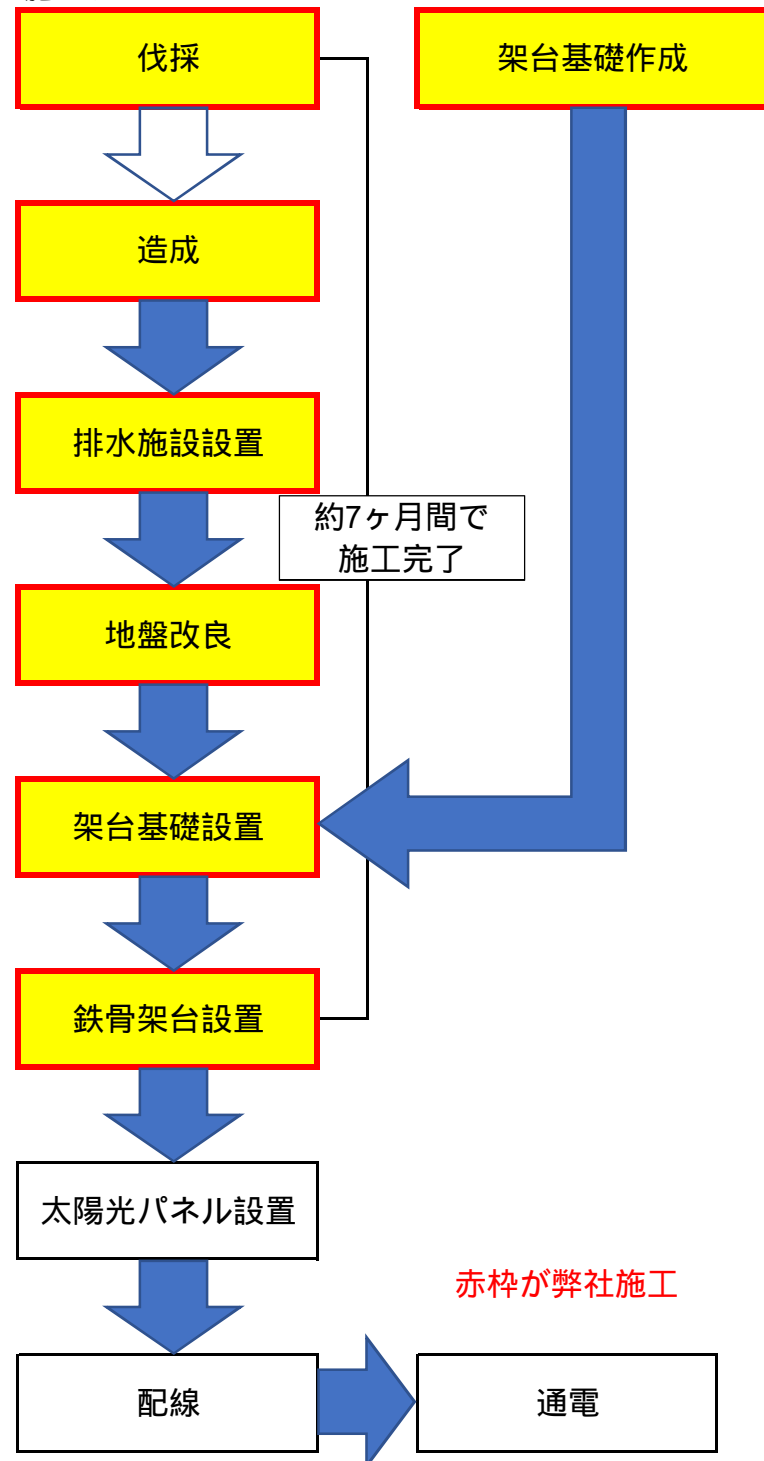 伐採
架台基礎作成
造成
排水施設設置
約7ヶ月間で
施工完了
地盤改良
架台基礎設置
鉄骨架台設置
太陽光パネル設置
赤枠が弊社施工
配線
通電